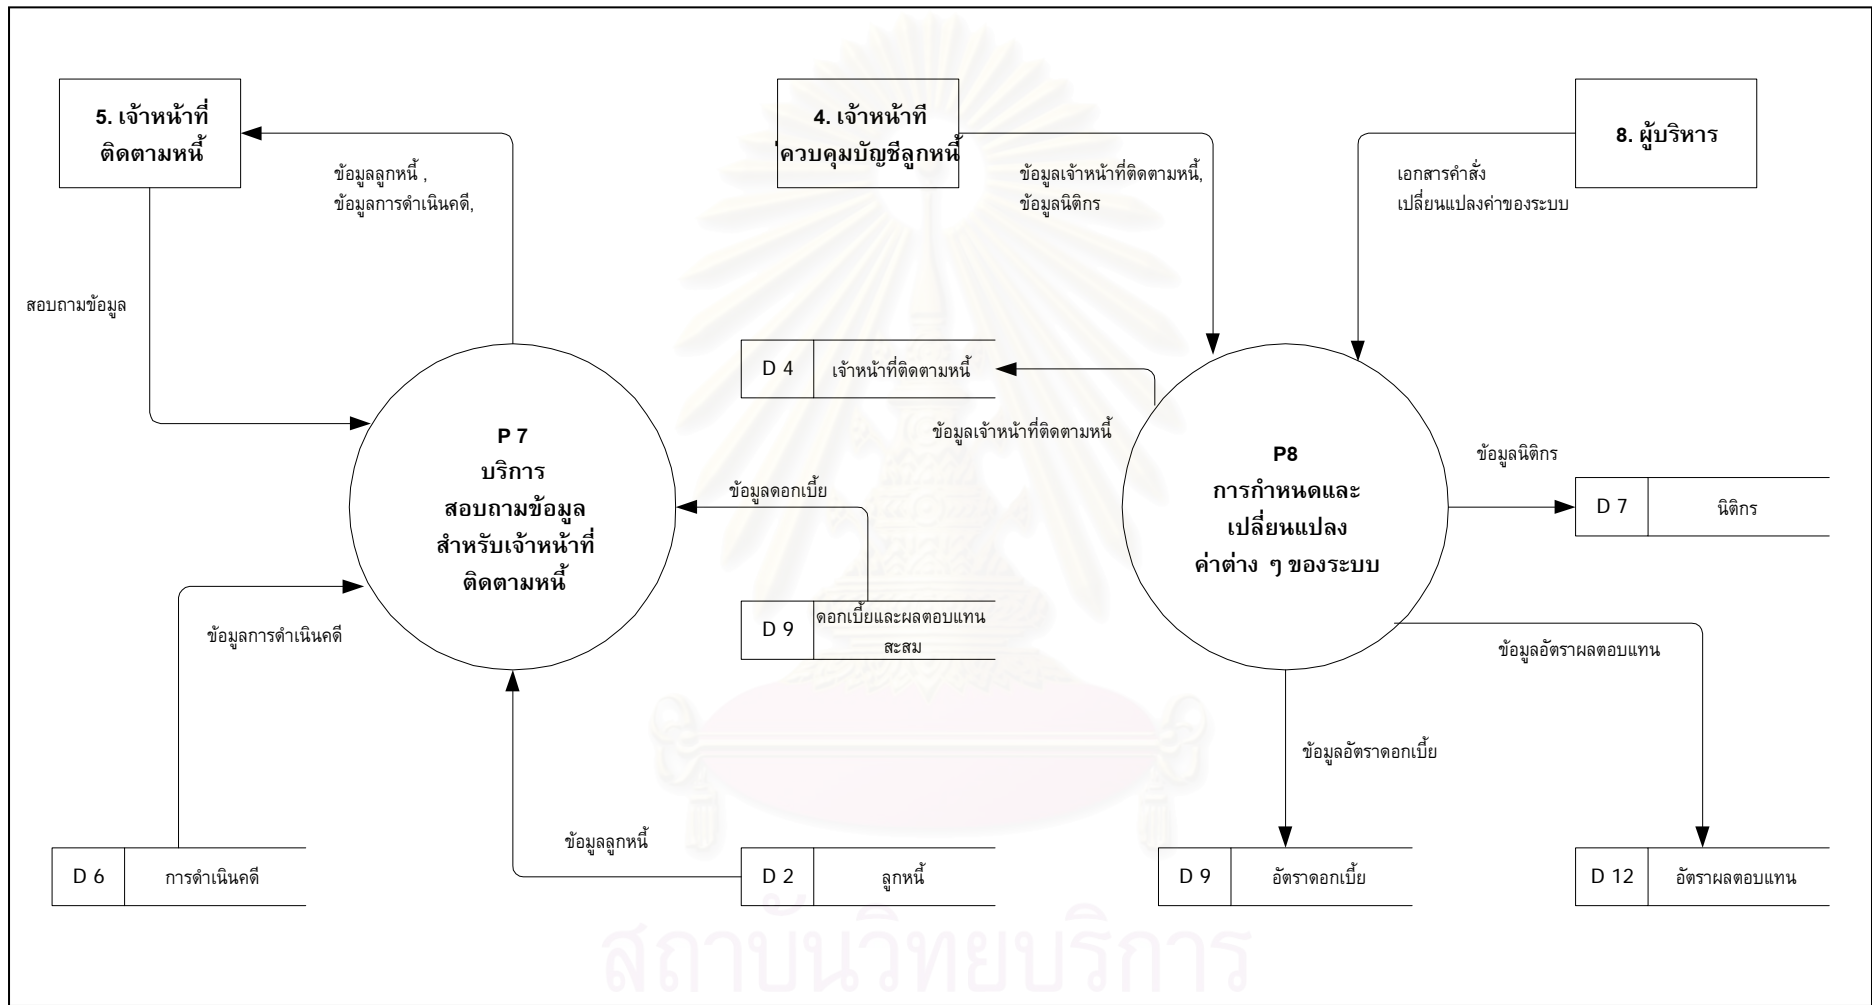 5. เจ้าหน้าที่
ติดตามหนี้
4. เจ้าหน้าที
่ควบคุมบัญชีลูกหนี้
8. ผู้บริหาร
ข้อมูลลูกหนี้ ,
ข้อมูลการดำเนินคดี,
ข้อมูลเจ้าหน้าที่ติดตามหนี้,
ข้อมูลนิติกร
เอกสารคำสั่ง
เปลี่ยนแปลงค่าของระบบ
สอบถามข้อมูล
D 4
เจ้าหน้าที่ติดตามหนี้
ข้อมูลเจ้าหน้าที่ติดตามหนี้
P 7
บริการ
สอบถามข้อมูล
สำหรับเจ้าหน้าที่
ติดตามหนี้
P8
การกำหนดและ
เปลี่ยนแปลง
ค่าต่าง ๆ ของระบบ
ข้อมูลนิติกร
D 7
นิติกร
ข้อมูลดอกเบี้ย
D 9
ดอกเบี้ยและผลตอบแทน
สะสม
ข้อมูลการดำเนินคดี
ข้อมูลอัตราผลตอบแทน
ข้อมูลอัตราดอกเบี้ย
ข้อมูลลูกหนี้
D 6
การดำเนินคดี
D 2
ลูกหนี้
D 9
อัตราดอกเบี้ย
D 12
อัตราผลตอบแทน
สถาบันวิทยบริการ